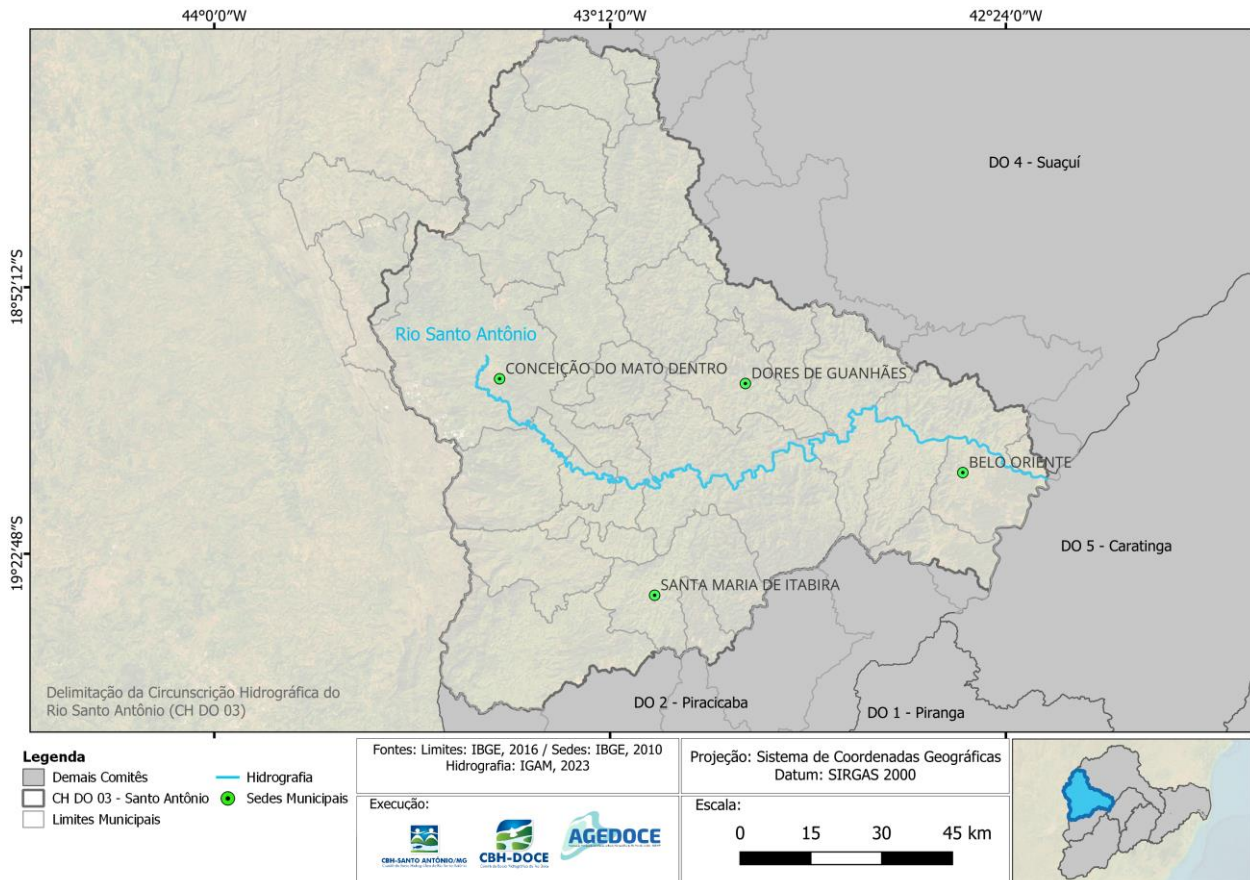 44°0'0"W
43°12'0"W
42°24'0"W
18°52'12"S
19°22'48"S
DO 4 - Suaçuí
Rio Santo Antônio
CONCEIÇÃO DO MATO DENTRO
DORES DE GUANHÃES
BELO ORIENTE
DO 5 - Caratinga
SANTA MARIA DE ITABIRA
DO 2 - Piracicaba
DO 1 - Piranga
Delimitação da Circunscrição Hidrográfica do
Rio Santo Antônio (CH DO 03)
Legenda
Demais Comitês
CH DO 03 - Santo Antônio
Limites Municipais
Hidrografia
Sedes Municipais
Fontes: Limites: IBGE, 2016 / Sedes: IBGE, 2010
Hidrografia: IGAM, 2023
Execução:
CBH-SANTO ANTÔNIO/MG
CBH-DOCE
AGEDOCE
Projeção: Sistema de Coordenadas Geográficas
Datum: SIRGAS 2000
Escala:
0 15 30 45 km